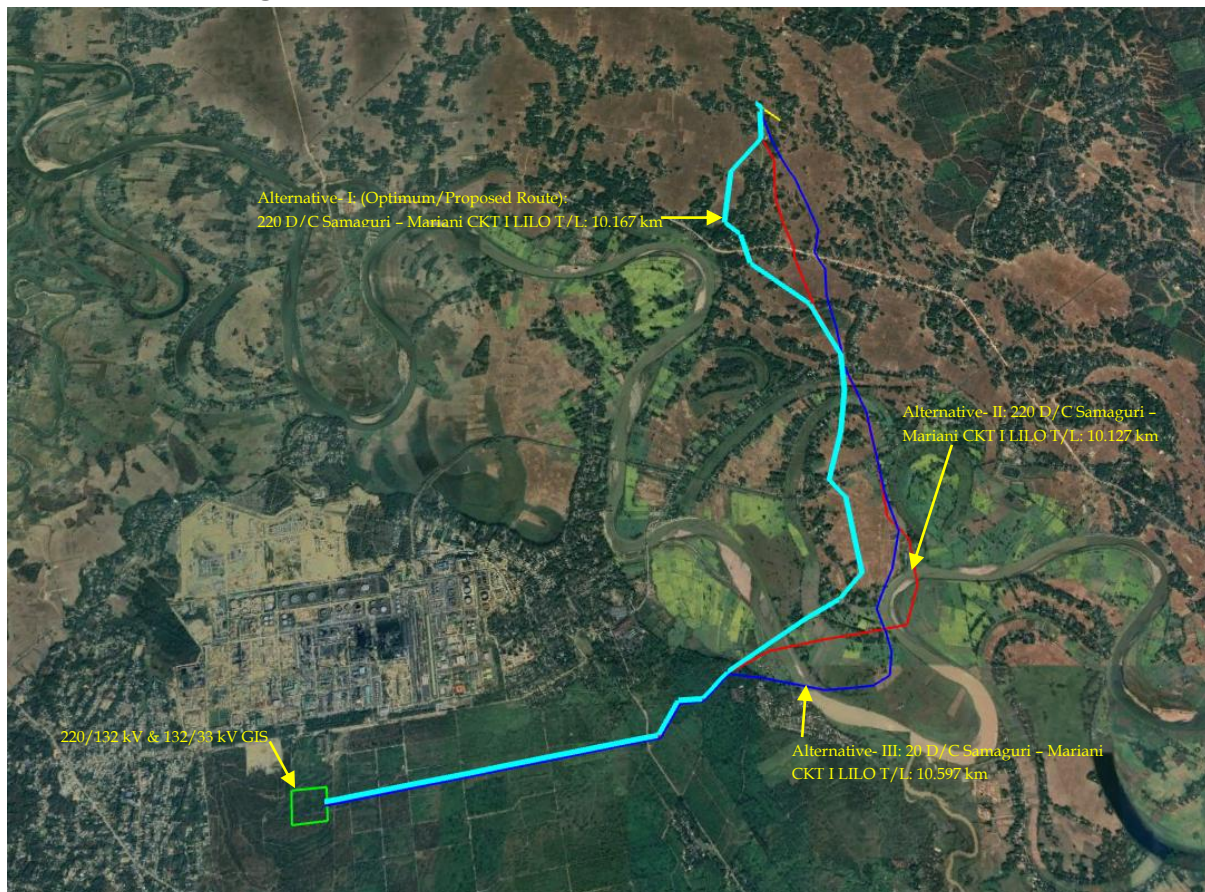 Alternative- I: (Optimum/Proposed Route):
220 D/C Samaguri – Mariani CKT I LILO T/L: 10.167 km
Alternative- II: 220 D/C Samaguri –
Mariani CKT I LILO T/L: 10.127 km
220/132 kV & 132/33 kV GIS
Alternative- III: 20 D/C Samaguri – Mariani
CKT I LILO T/L: 10.597 km